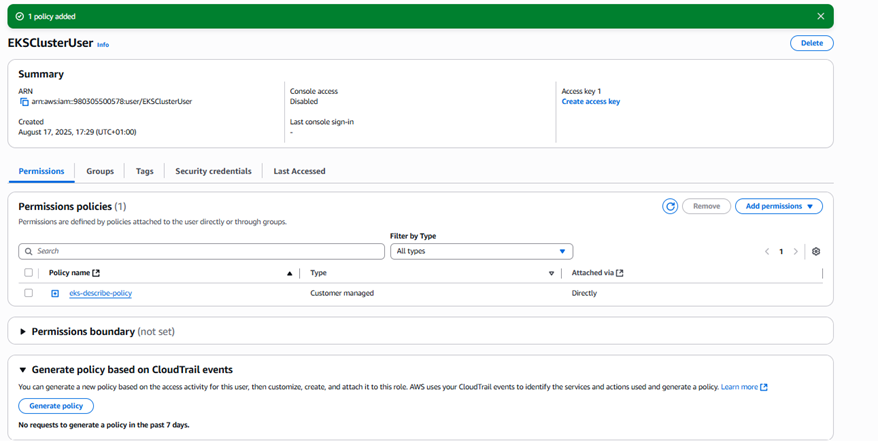 1 policy added
EKSClusterUser Info
Delete
Summary
ARN
arn:aws:iam::980305500578:user/EKSClusterUser
Console access
Disabled
Access key 1
Create access key
Created
August 17, 2025, 17:29 (UTC+01:00)
Last console sign-in
-
Permissions
Groups
Tags
Security credentials
Last Accessed
Permissions policies (1)
Remove
Add permissions
Permissions are defined by policies attached to the user directly or through groups.
Filter by Type
Search
All types
1
Policy name
Type
Attached via
eks-describe-policy
Customer managed
Directly
Permissions boundary (not set)
Generate policy based on CloudTrail events
You can generate a new policy based on the access activity for this user, then customize, create, and attach it to this role. AWS uses your CloudTrail events to identify the services and actions used and generate a policy. Learn more
Generate policy
No requests to generate a policy in the past 7 days.